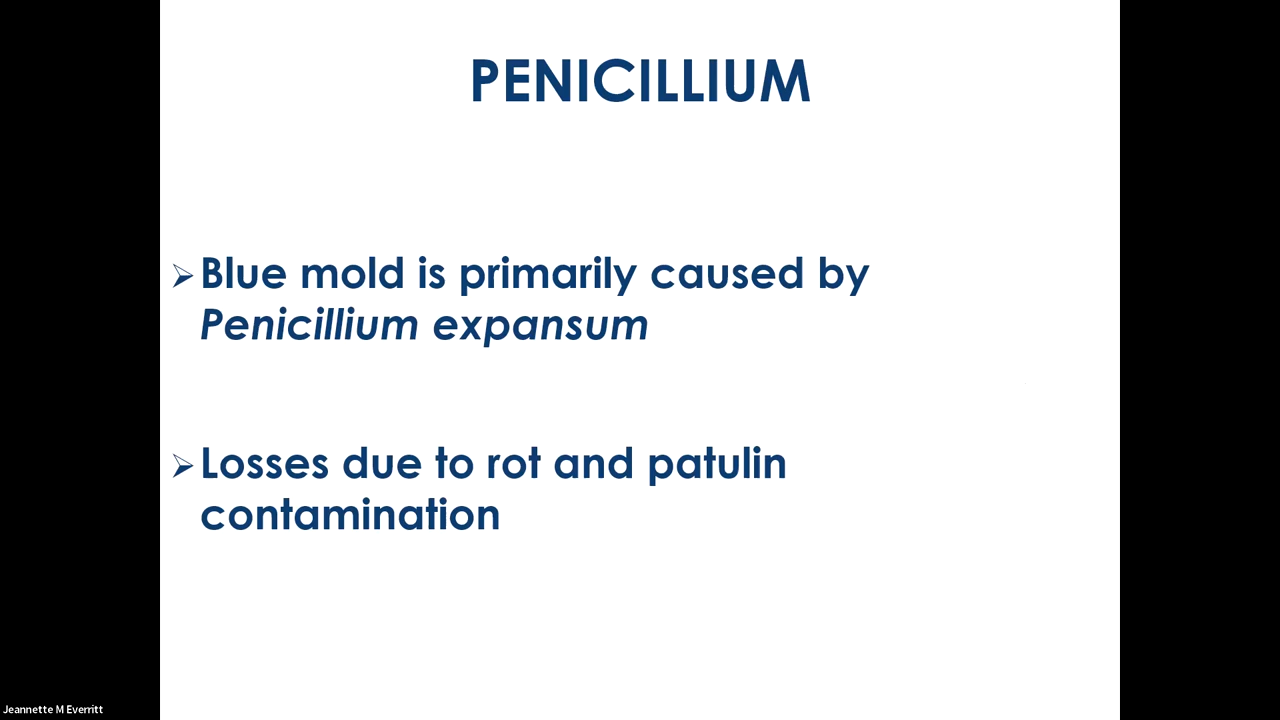 PENICILLIUM
➢Blue mold is primarily caused by
Penicillium expansum
➢Losses due to rot and patulin
contamination
Jeannette M Everritt